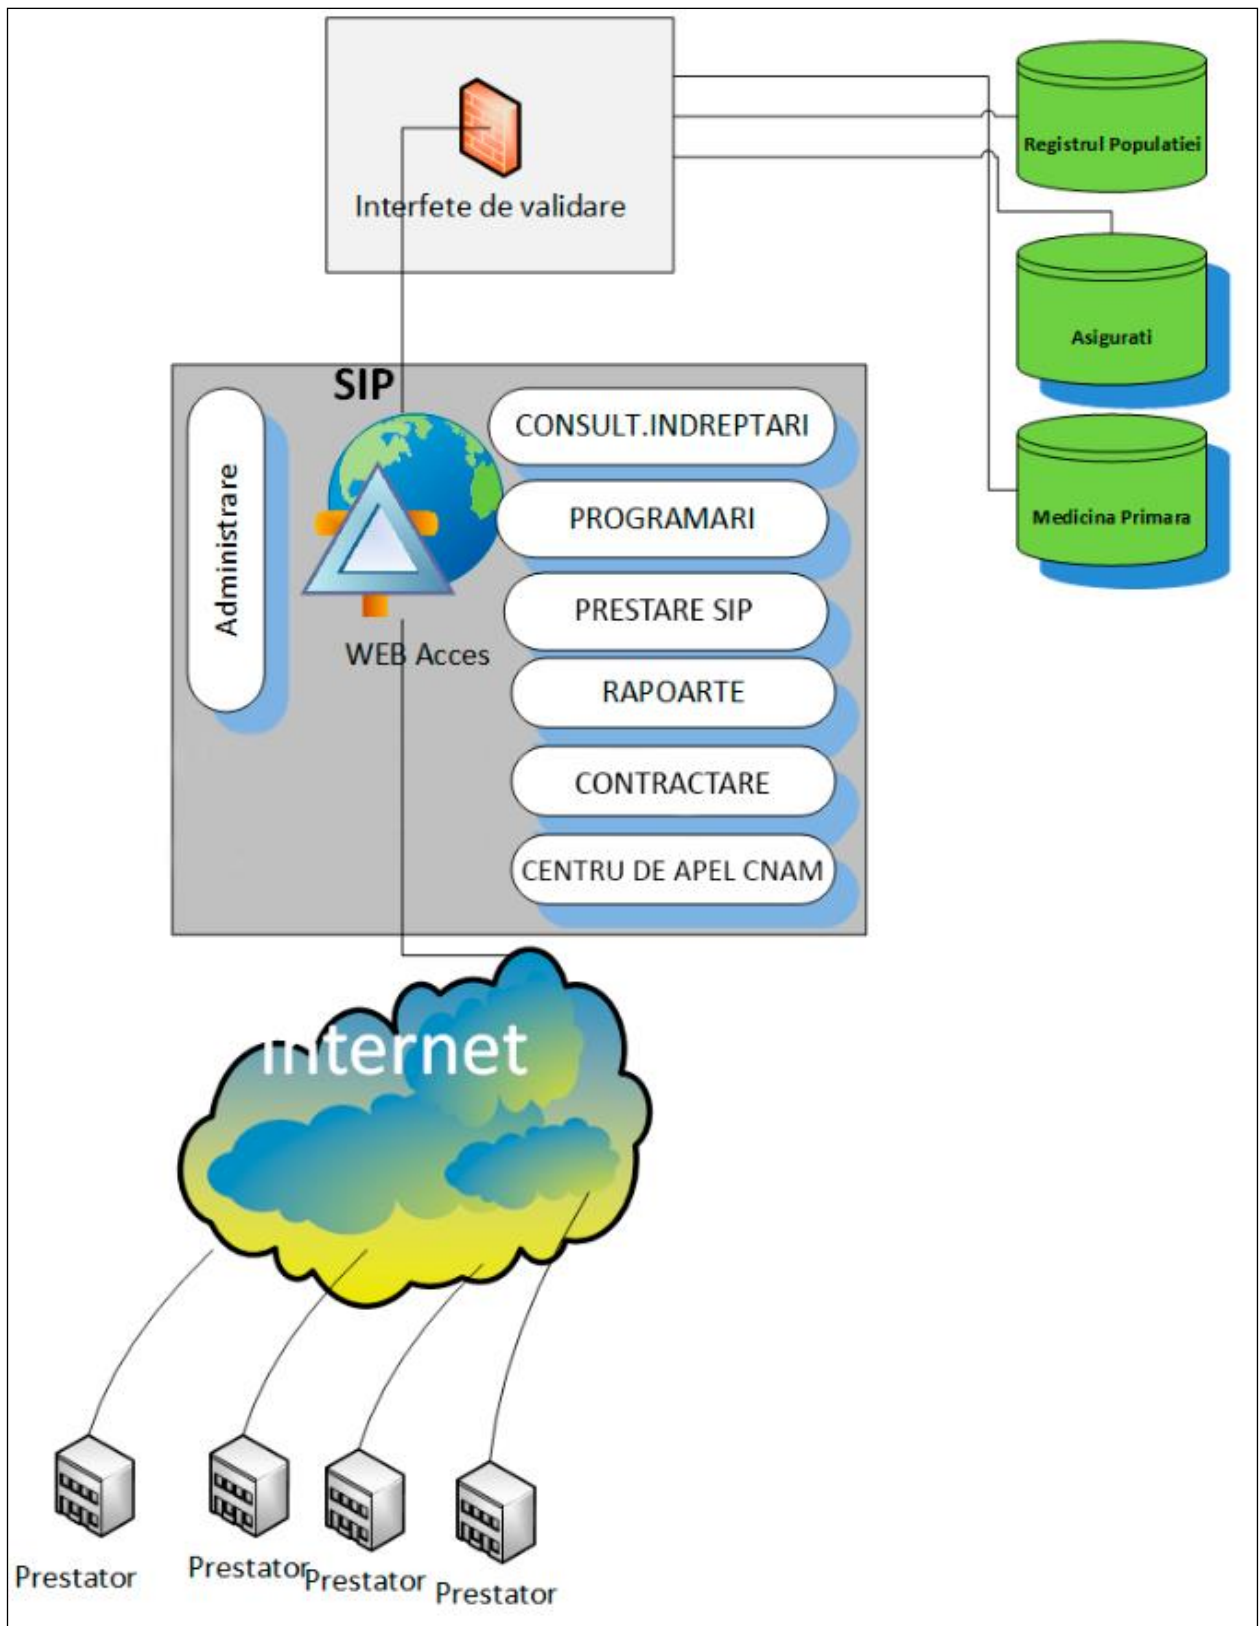 Interfete de validare
Registrul Populatiei
Asigurati
Medicina Primara
SIP
Administrare
WEB Acces
CONSULT.INDREPTARI
PROGRAMARI
PRESTARE SIP
RAPOARTE
CONTRACTARE
CENTRU DE APEL CNAM
Internet
Prestator
Prestator
Prestator
Prestator